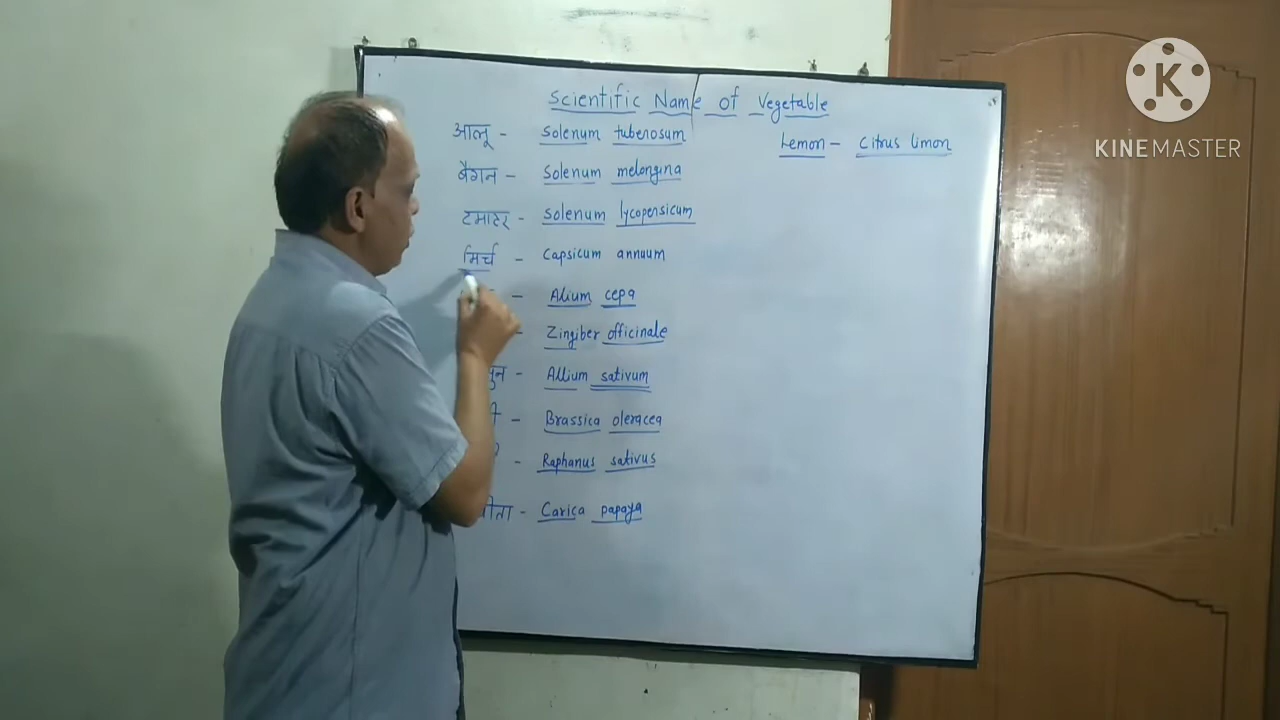 Scientific Name of Vegetable
आलू - Solenum tubenosum
Lemon - Citrus limon
बैगन - Solenum melongina
टमाटर - Solenum lycopensicum
मिर्च - Capsicum annuum
- Alium cepa
- Zingiber officinale
- Allium sativum
- Brassica oleracea
- Raphanus sativus
- Carica papaya
K
KINEMASTER